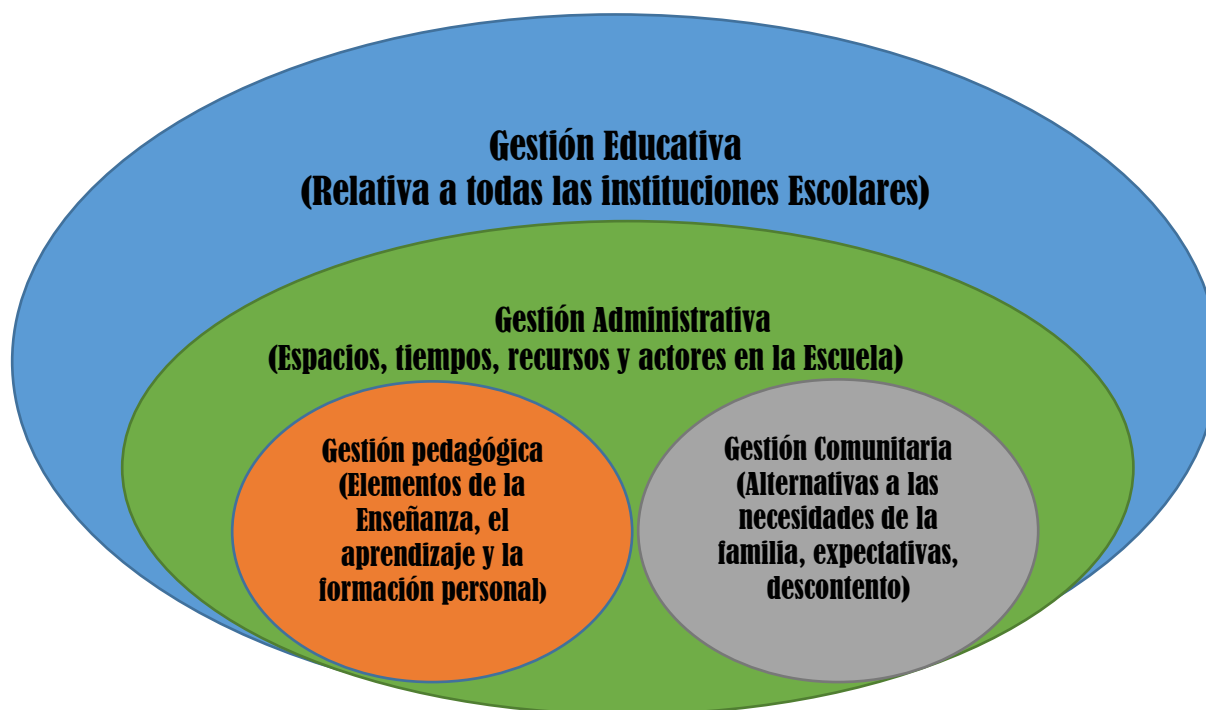 Gestión Educativa
(Relativa a todas las instituciones Escolares)
Gestión Administrativa
(Espacios, tiempos, recursos y actores en la Escuela)
Gestión pedagógica
(Elementos de la
Enseñanza, el
aprendizaje y la
formación personal)
Gestión Comunitaria
(Alternativas a las
necesidades de la
familia, expectativas,
descontento)